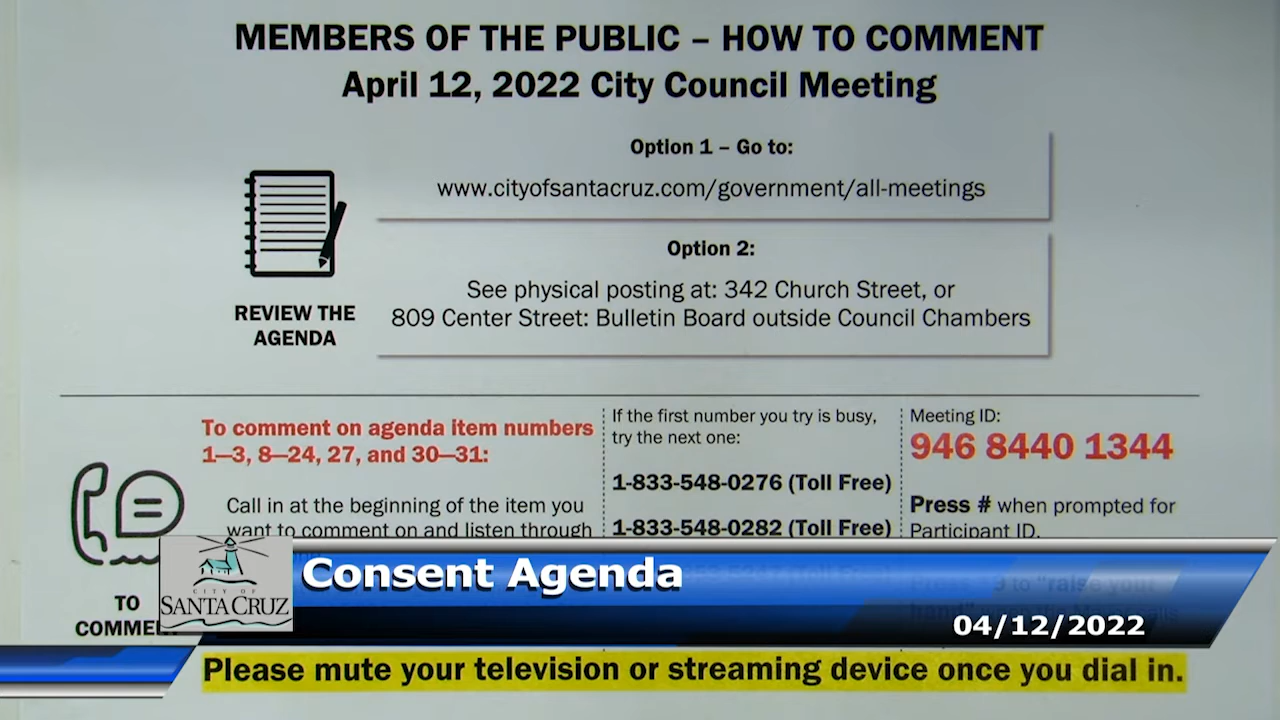 MEMBERS OF THE PUBLIC – HOW TO COMMENT
April 12, 2022 City Council Meeting
Option 1 – Go to:
www.cityofsantacruz.com/government/all-meetings
REVIEW THE
AGENDA
Option 2:
See physical posting at: 342 Church Street, or
809 Center Street: Bulletin Board outside Council Chambers
TO
To comment on agenda item numbers
1–3, 8–24, 27, and 30–31:
Call in at the beginning of the item you
want to comment on and listen through
If the first number you try is busy,
try the next one:
1-833-548-0276 (Toll Free)
1-833-548-0282 (Toll Free)
Meeting ID:
946 8440 1344
Press # when prompted for
Participant ID.
"raise your
CITY OF
SANTA CRUZ
Consent Agenda
04/12/2022
Please mute your television or streaming device once you dial in.